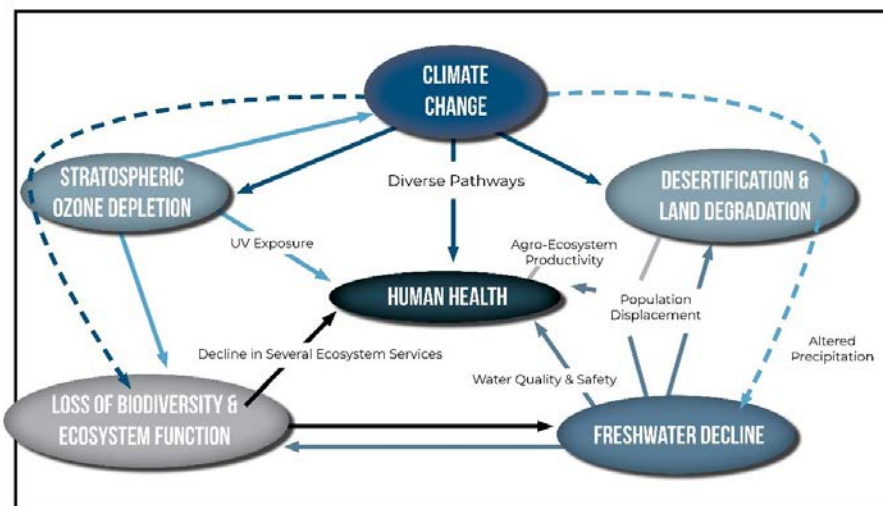 CLIMATE
CHANGE
STRATOSPHERIC
OZONE DEPLETION
Diverse Pathways
DESERTIFICATION &
LAND DEGRADATION
UV Exposure
Agro-Ecosystem
Productivity
HUMAN HEALTH
Population
Displacement
Decline in Several Ecosystem Services
Altered
Precipitation
Water Quality & Safety
LOSS OF BIODIVERSITY &
ECOSYSTEM FUNCTION
FRESHWATER DECLINE